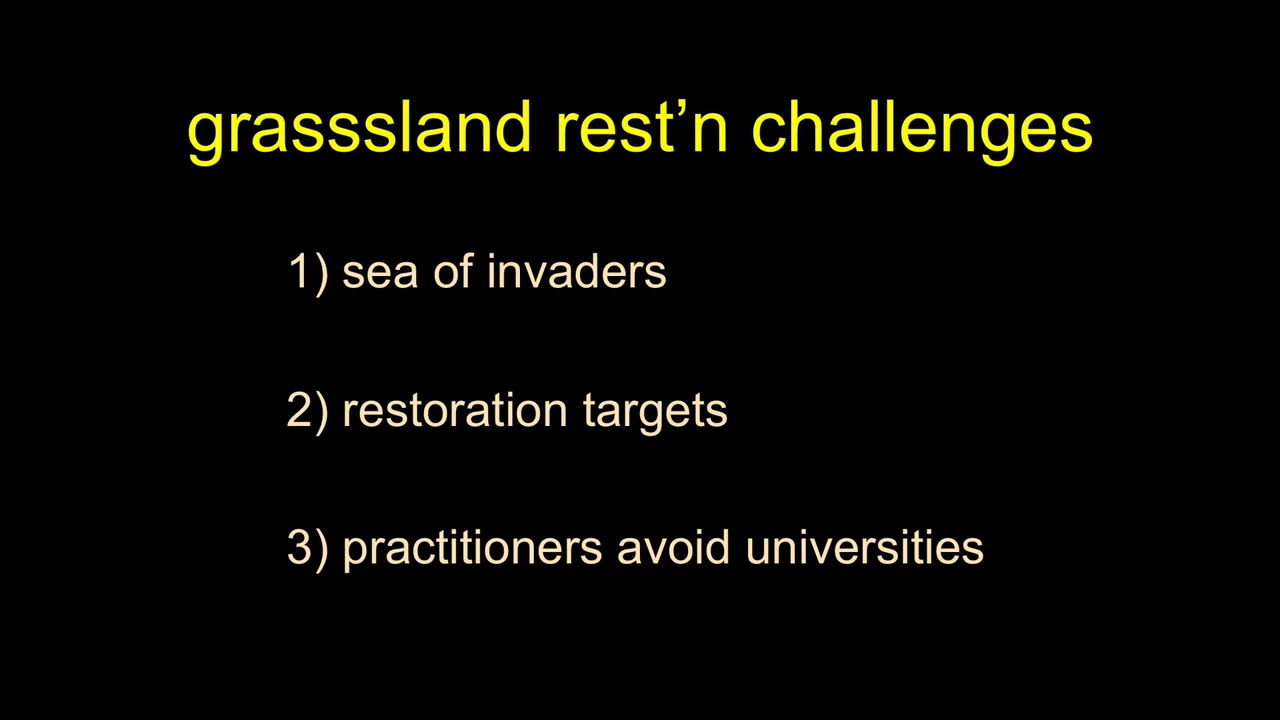 grasssland rest’n challenges
1) sea of invaders
2) restoration targets
3) practitioners avoid universities